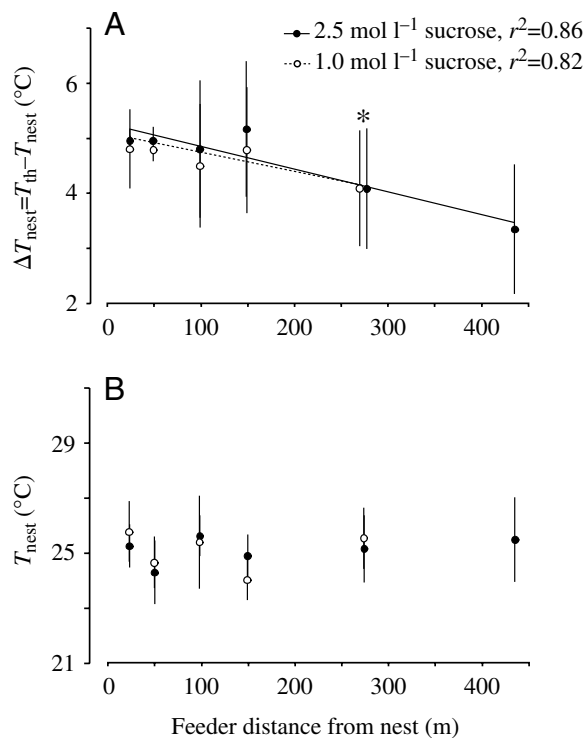 A
2.5 mol l⁻¹ sucrose, r²=0.86
1.0 mol l⁻¹ sucrose, r²=0.82
ΔTnest=Tth−Tnest (°C)
6
4
2
*
0 100 200 300 400
B
Tnest (°C)
29
25
21
0 100 200 300 400
Feeder distance from nest (m)